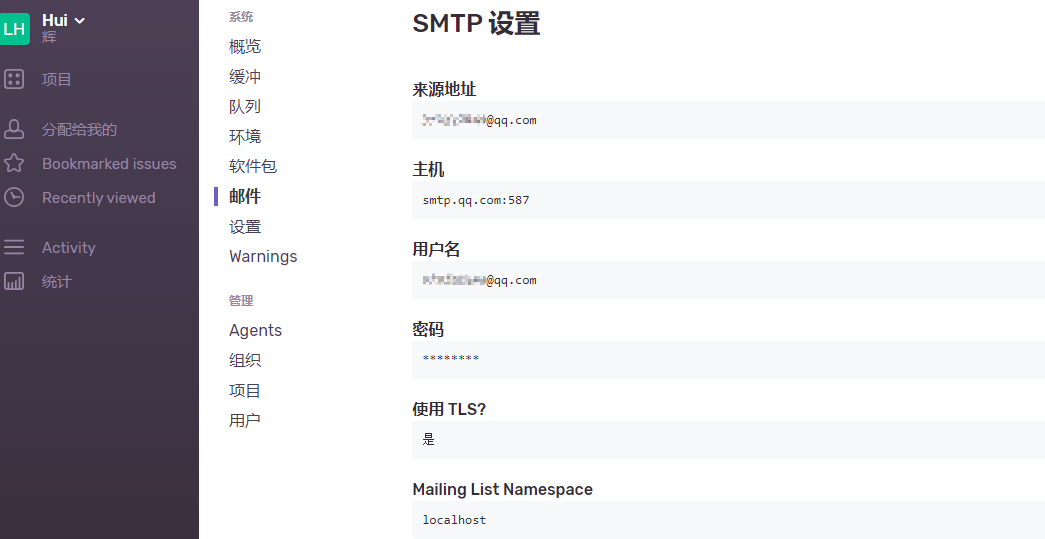 LH
Hui
辉
项目
分配给我的
Bookmarked issues
Recently viewed
Activity
统计
系统
概览
缓冲
队列
环境
软件包
邮件
设置
Warnings
管理
Agents
组织
项目
用户
SMTP 设置
来源地址
@qq.com
主机
smtp.qq.com:587
用户名
@qq.com
密码
********
使用 TLS?
是
Mailing List Namespace
localhost